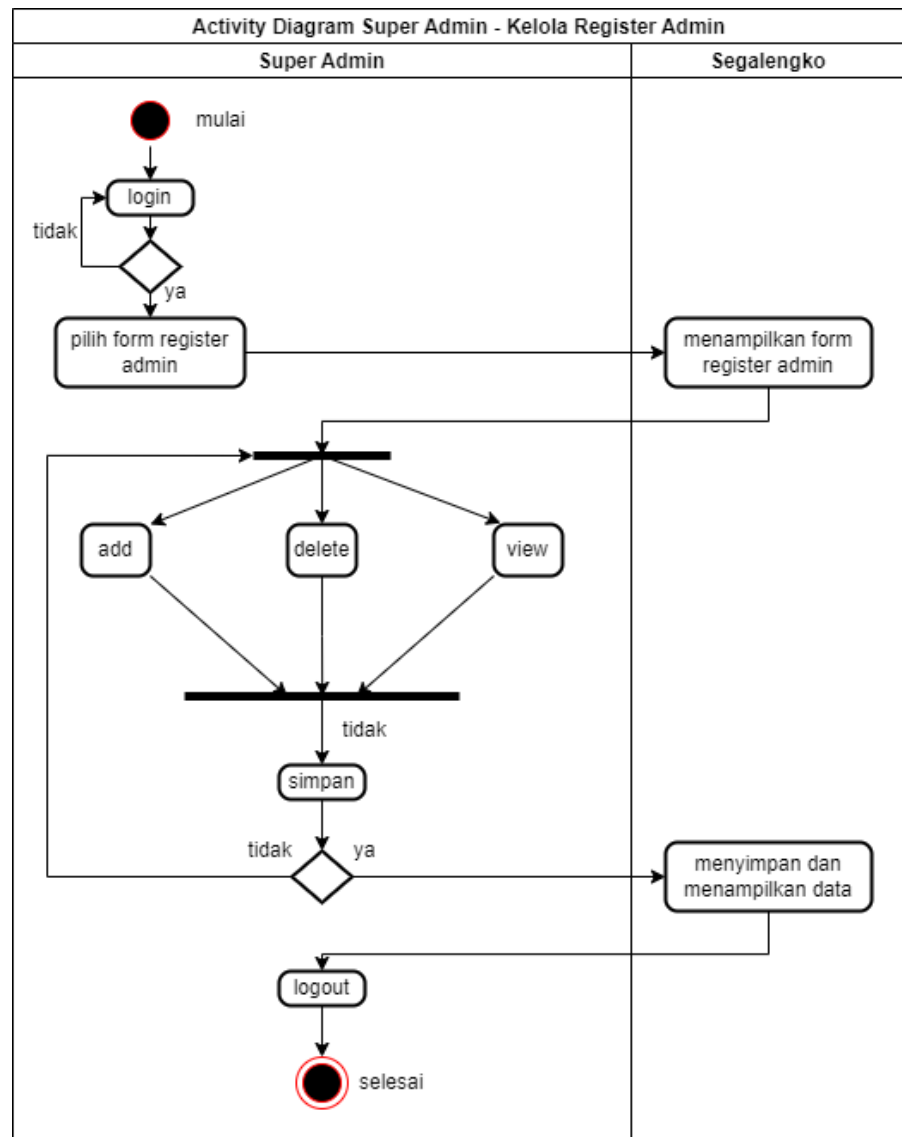 Activity Diagram Super Admin - Kelola Register Admin
Super Admin
Segalengko
mulai
login
tidak
ya
pilih form register
admin
menampilkan form
register admin
add
delete
view
tidak
simpan
tidak
ya
menyimpan dan
menampilkan data
logout
selesai